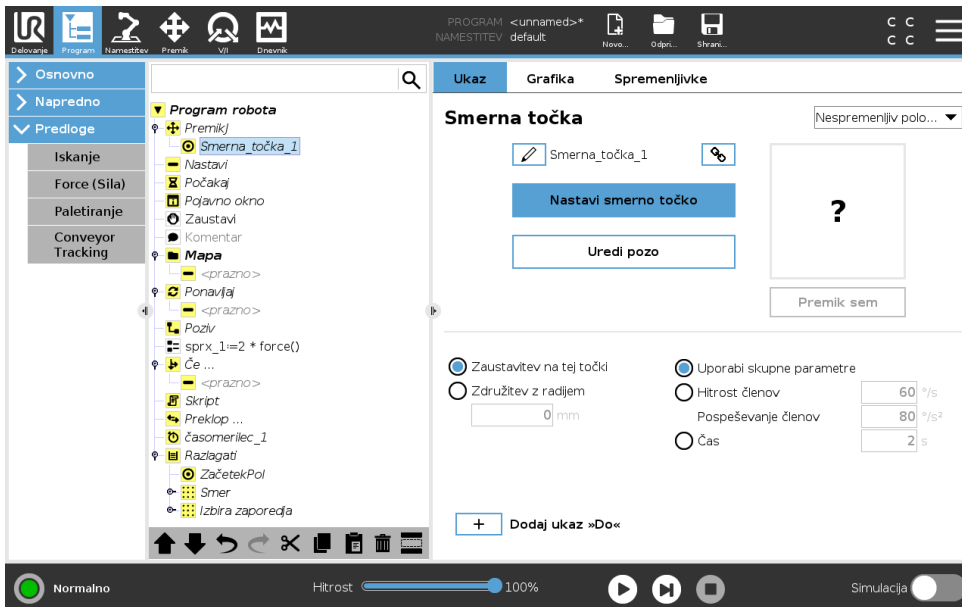 PROGRAM <unnamed>*
NAMESTITEV default
Delovanje
Program
Namestitev
Premik
V/I
Dnevnik
Novo...
Odpri...
Shrani...
C C
C C
Osnovno
Napredno
Predloge
Iskanje
Force (Sila)
Paletiranje
Conveyor
Tracking
Program robota
PremikJ
Smerna_točka_1
Nastavi
Počakaj
Pojavno okno
Zaustavi
Komentar
Mapa
<prazno>
Ponavljaj
<prazno>
Poziv
sprx_1:=2 * force()
Če ...
<prazno>
Skript
Preklop ...
časomerilec_1
Razlagati
ZačetekPol
Smer
Izbira zaporedja
Ukaz
Grafika
Spremenljivke
Smerna točka
Nespremenljiv polo...
Smerna_točka_1
Nastavi smerno točko
Uredi pozo
?
Premik sem
Zaustavitev na tej točki
Združitev z radijem
0 mm
Uporabi skupne parametre
Hitrost členov 60 °/s
Pospeševanje členov 80 °/s²
Čas 2 s
+ Dodaj ukaz »Do«
Normalno
Hitrost 100%
Simulacija